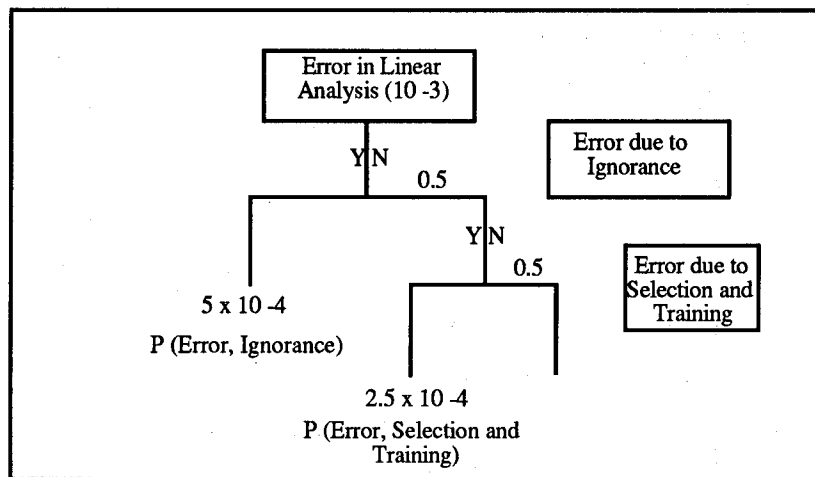 Error in Linear
Analysis (10 -3)
Error due to
Ignorance
Y N
0.5
Y N
0.5
Error due to
Selection and
Training
5 x 10 -4
P (Error, Ignorance)
2.5 x 10 -4
P (Error, Selection and
Training)